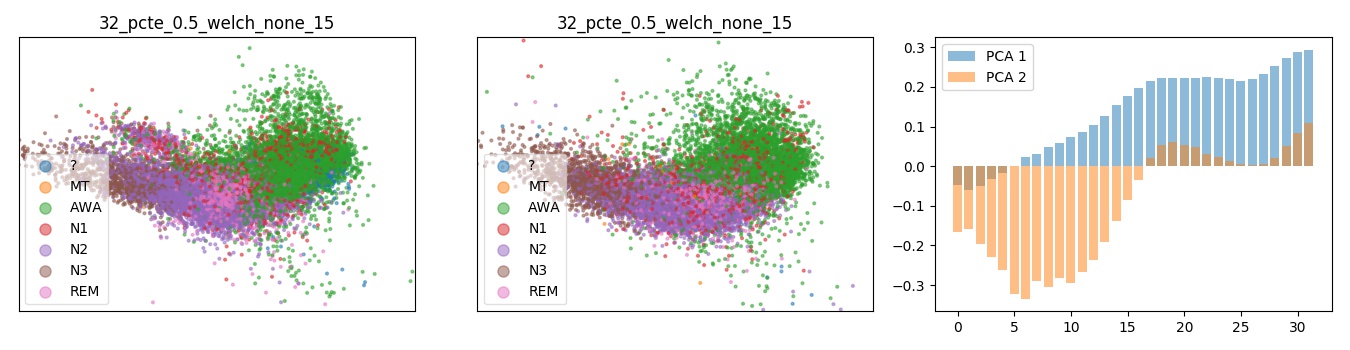 32_pcte_0.5_welch_none_15
?
MT
AWA
N1
N2
N3
REM
32_pcte_0.5_welch_none_15
?
MT
AWA
N1
N2
N3
REM
PCA 1
PCA 2
0.3
0.2
0.1
0.0
−0.1
−0.2
−0.3
0 5 10 15 20 25 30